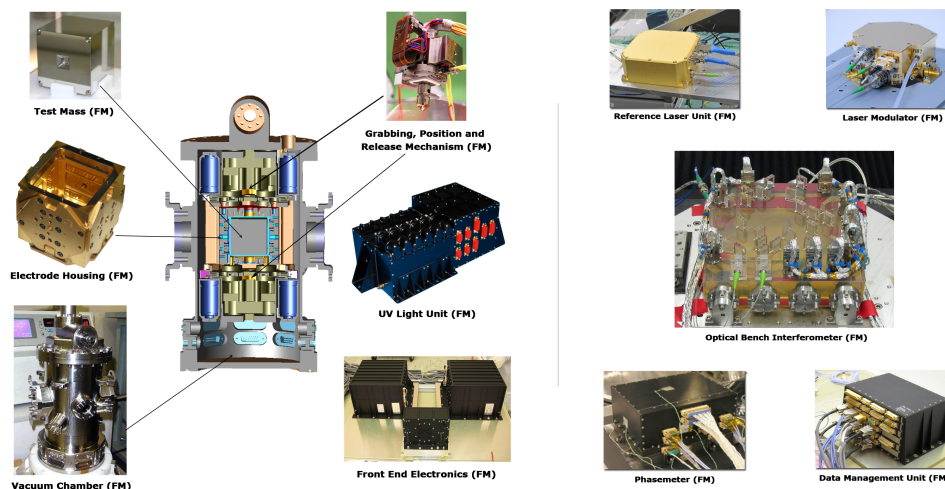 Test Mass (FM)
Grabbing, Position and
Release Mechanism (FM)
Electrode Housing (FM)
UV Light Unit (FM)
Vacuum Chamber (FM)
Front End Electronics (FM)
Reference Laser Unit (FM)
Laser Modulator (FM)
Optical Bench Interferometer (FM)
Phasemeter (FM)
Data Management Unit (FM